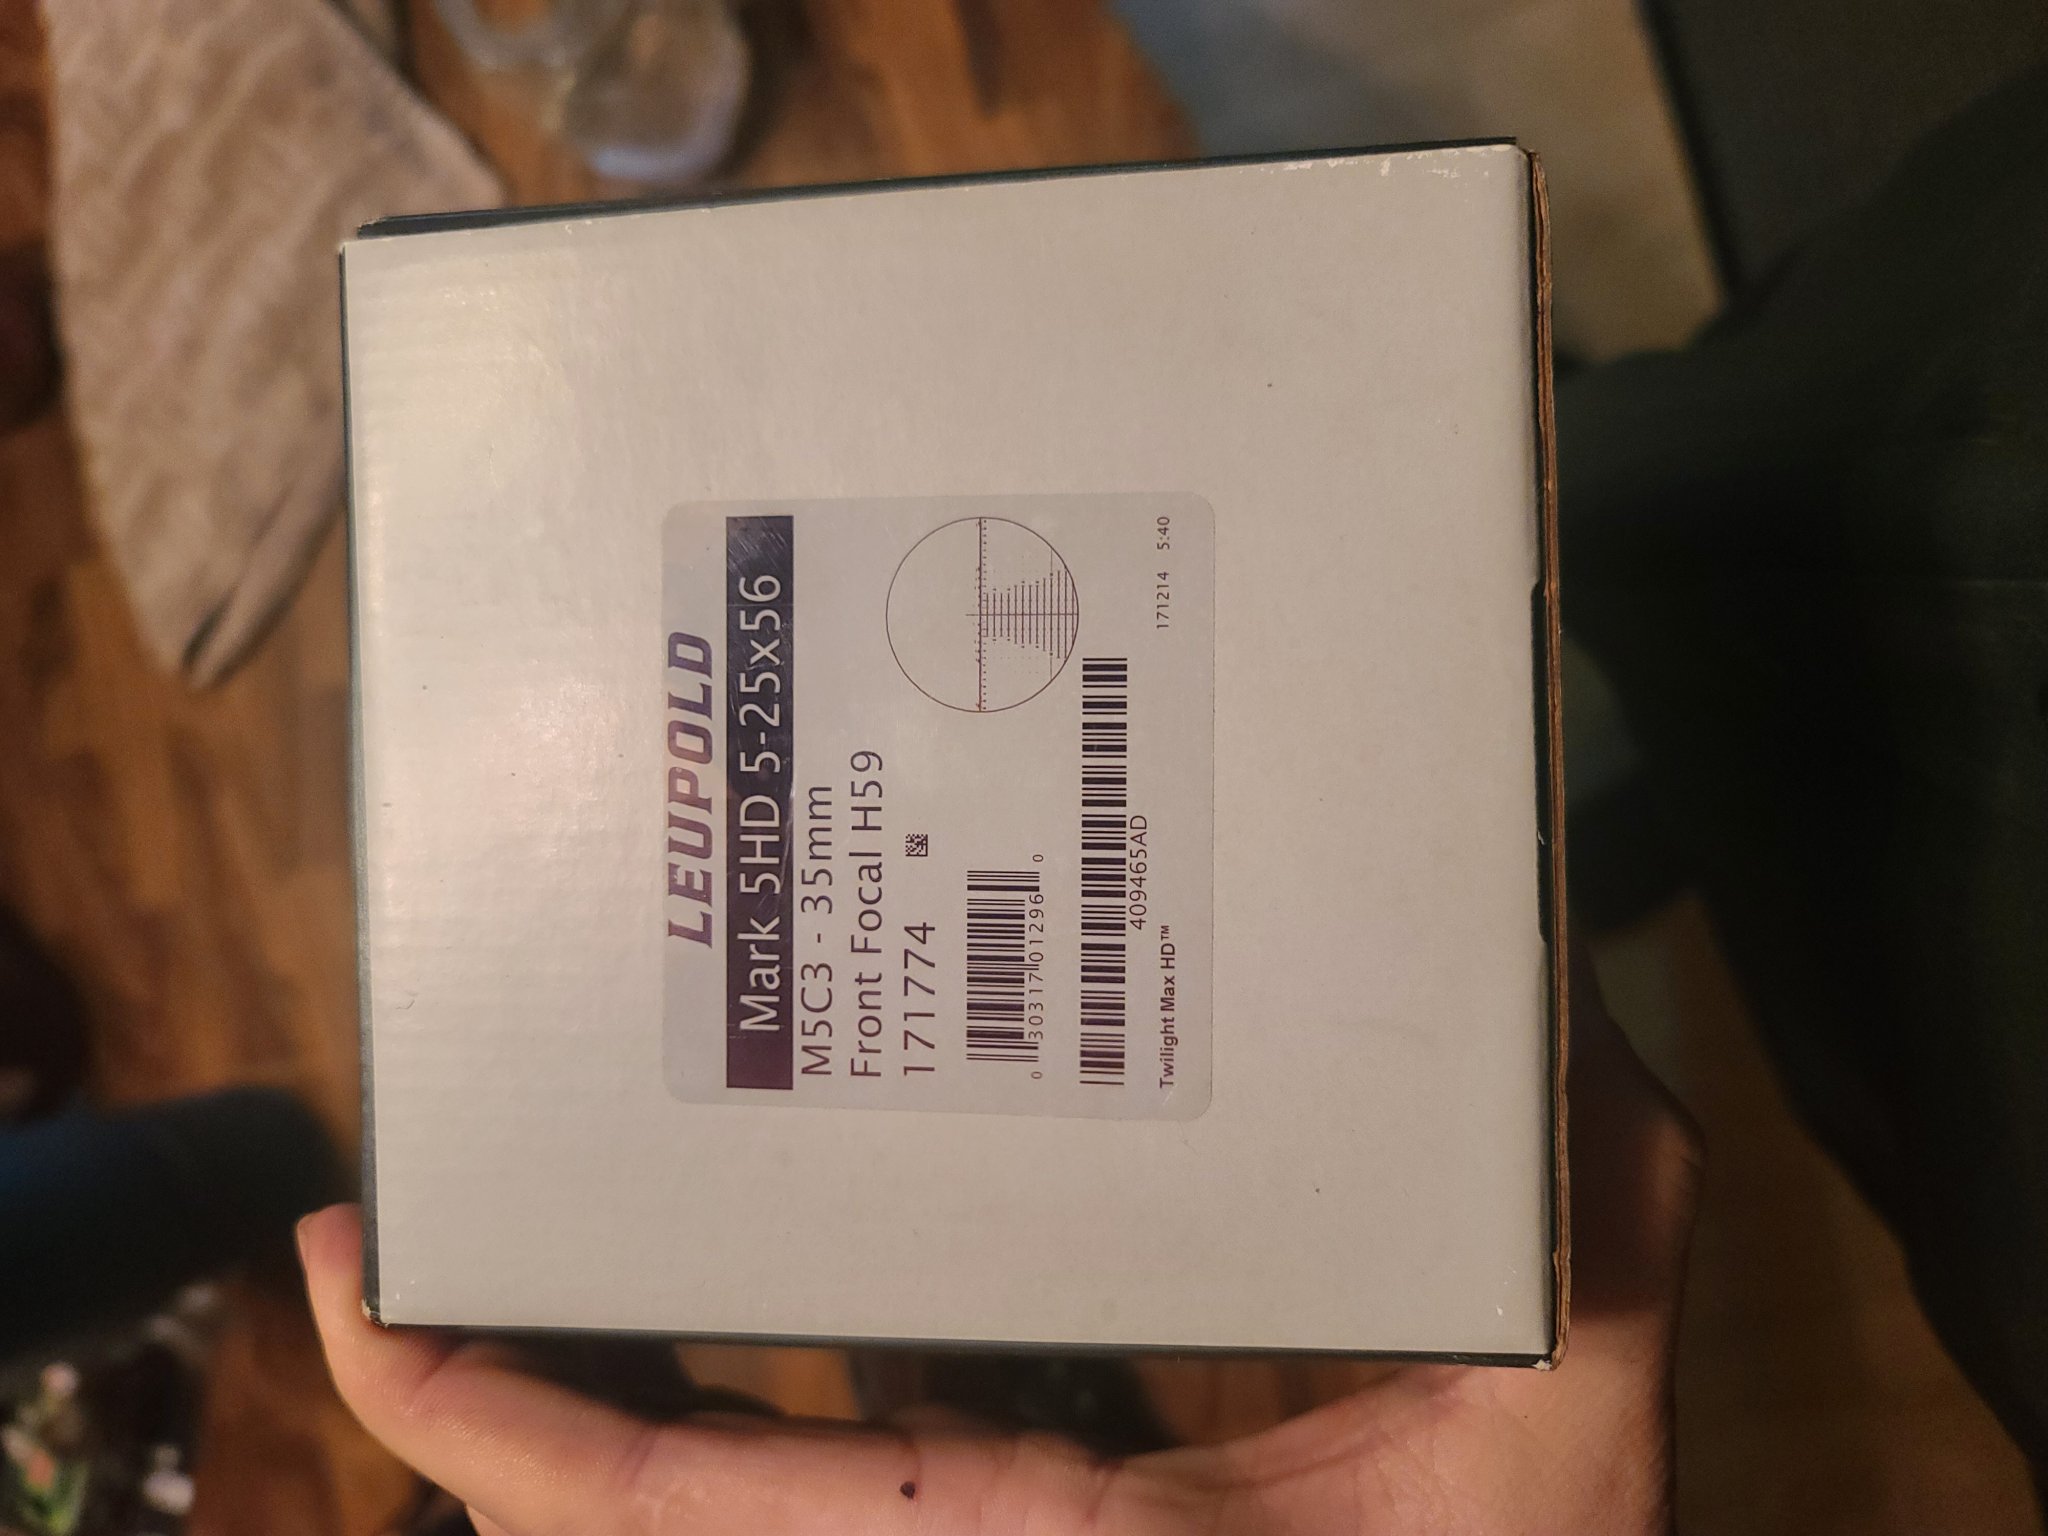 LEUPOLD
Mark 5HD 5-25x56
M5C3 - 35mm
Front Focal H59
171774
0 30317 01296 0
409465AD
Twilight Max HD™ 171214 5:40